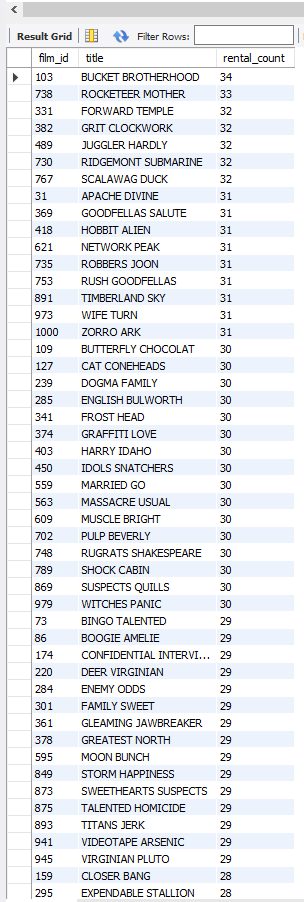 Result Grid Filter Rows:
film_id title rental_count
103 BUCKET BROTHERHOOD 34
738 ROCKETEER MOTHER 33
331 FORWARD TEMPLE 32
382 GRIT CLOCKWORK 32
489 JUGGLER HARDLY 32
730 RIDGEMONT SUBMARINE 32
767 SCALAWAG DUCK 32
31 APACHE DIVINE 31
369 GOODFELLAS SALUTE 31
418 HOBBIT ALIEN 31
621 NETWORK PEAK 31
735 ROBBERS JOON 31
753 RUSH GOODFELLAS 31
891 TIMBERLAND SKY 31
973 WIFE TURN 31
1000 ZORRO ARK 31
109 BUTTERFLY CHOCOLAT 30
127 CAT CONEHEADS 30
239 DOGMA FAMILY 30
285 ENGLISH BULWORTH 30
341 FROST HEAD 30
374 GRAFFITI LOVE 30
403 HARRY IDAHO 30
450 IDOLS SNATCHERS 30
559 MARRIED GO 30
563 MASSACRE USUAL 30
609 MUSCLE BRIGHT 30
702 PULP BEVERLY 30
748 RUGRATS SHAKESPEARE 30
789 SHOCK CABIN 30
869 SUSPECTS QUILLS 30
979 WITCHES PANIC 30
73 BINGO TALENTED 29
86 BOOGIE AMELIE 29
174 CONFIDENTIAL INTERVI... 29
220 DEER VIRGINIAN 29
284 ENEMY ODDS 29
301 FAMILY SWEET 29
361 GLEAMING JAWBREAKER 29
378 GREATEST NORTH 29
595 MOON BUNCH 29
849 STORM HAPPINESS 29
873 SWEETHEARTS SUSPECTS 29
875 TALENTED HOMICIDE 29
893 TITANS JERK 29
941 VIDEOTAPE ARSENIC 29
945 VIRGINIAN PLUTO 29
159 CLOSER BANG 28
295 EXPENDABLE STALLION 28